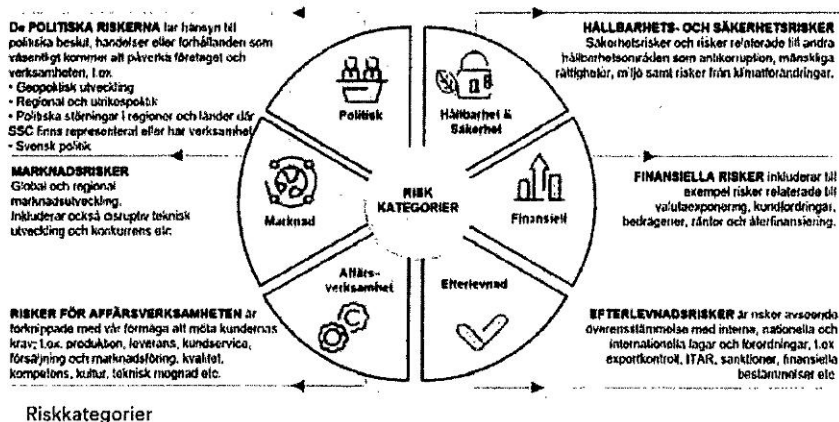 De POLITISKA RISKERNA tar hänsyn till
politiska beslut, händelser eller förhållanden som
väsentligt kommer att påverka företaget och
verksamheten, t.ex.
• Geopolitisk utveckling
• Regional och utrikespolitik
• Politiska störningar i regioner och länder där
SSC finns representerat eller har verksamhet
• Svensk politik
MARKNADSRISKER
Global och regional
marknadsutveckling.
Inkluderar också disruptiv teknisk
utveckling och konkurrens etc
RISKER FÖR AFFÄRSVERKSAMHETEN är
förknippade med vår förmåga att möta kundernas
krav; t.ex. produktion, leverans, kundservice,
försäljning och marknadsföring, kvalitet,
kompetens, kultur, teknisk mognad etc.
Politisk
Hållbarhet &
Säkerhet
Marknad
RISK
KATEGORIER
Finansiell
Affärs-
verksamhet
Efterlevnad
HÅLLBARHETS- OCH SÄKERHETSRISKER
Säkerhetsrisker och risker relaterade till andra
hållbarhetsområden som antikorruption, mänskliga
rättigheter, miljö samt risker från klimatförändringar.
FINANSIELLA RISKER inkluderar till
exempel risker relaterade till
valutaexponering, kundfordringar,
bedrägerier, räntor och återfinansiering.
EFTERLEVNADSRISKER är risker avseende
överensstämmelse med interna, nationella och
internationella lagar och förordningar, t.ex
exportkontroll, ITAR, sanktioner, finansiella
bestämmelser etc
Riskkategorier